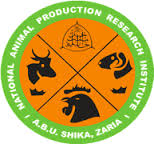 NATIONAL ANIMAL PRODUCTION RESEARCH INSTITUTE
A.B.U. SHIKA, ZARIA